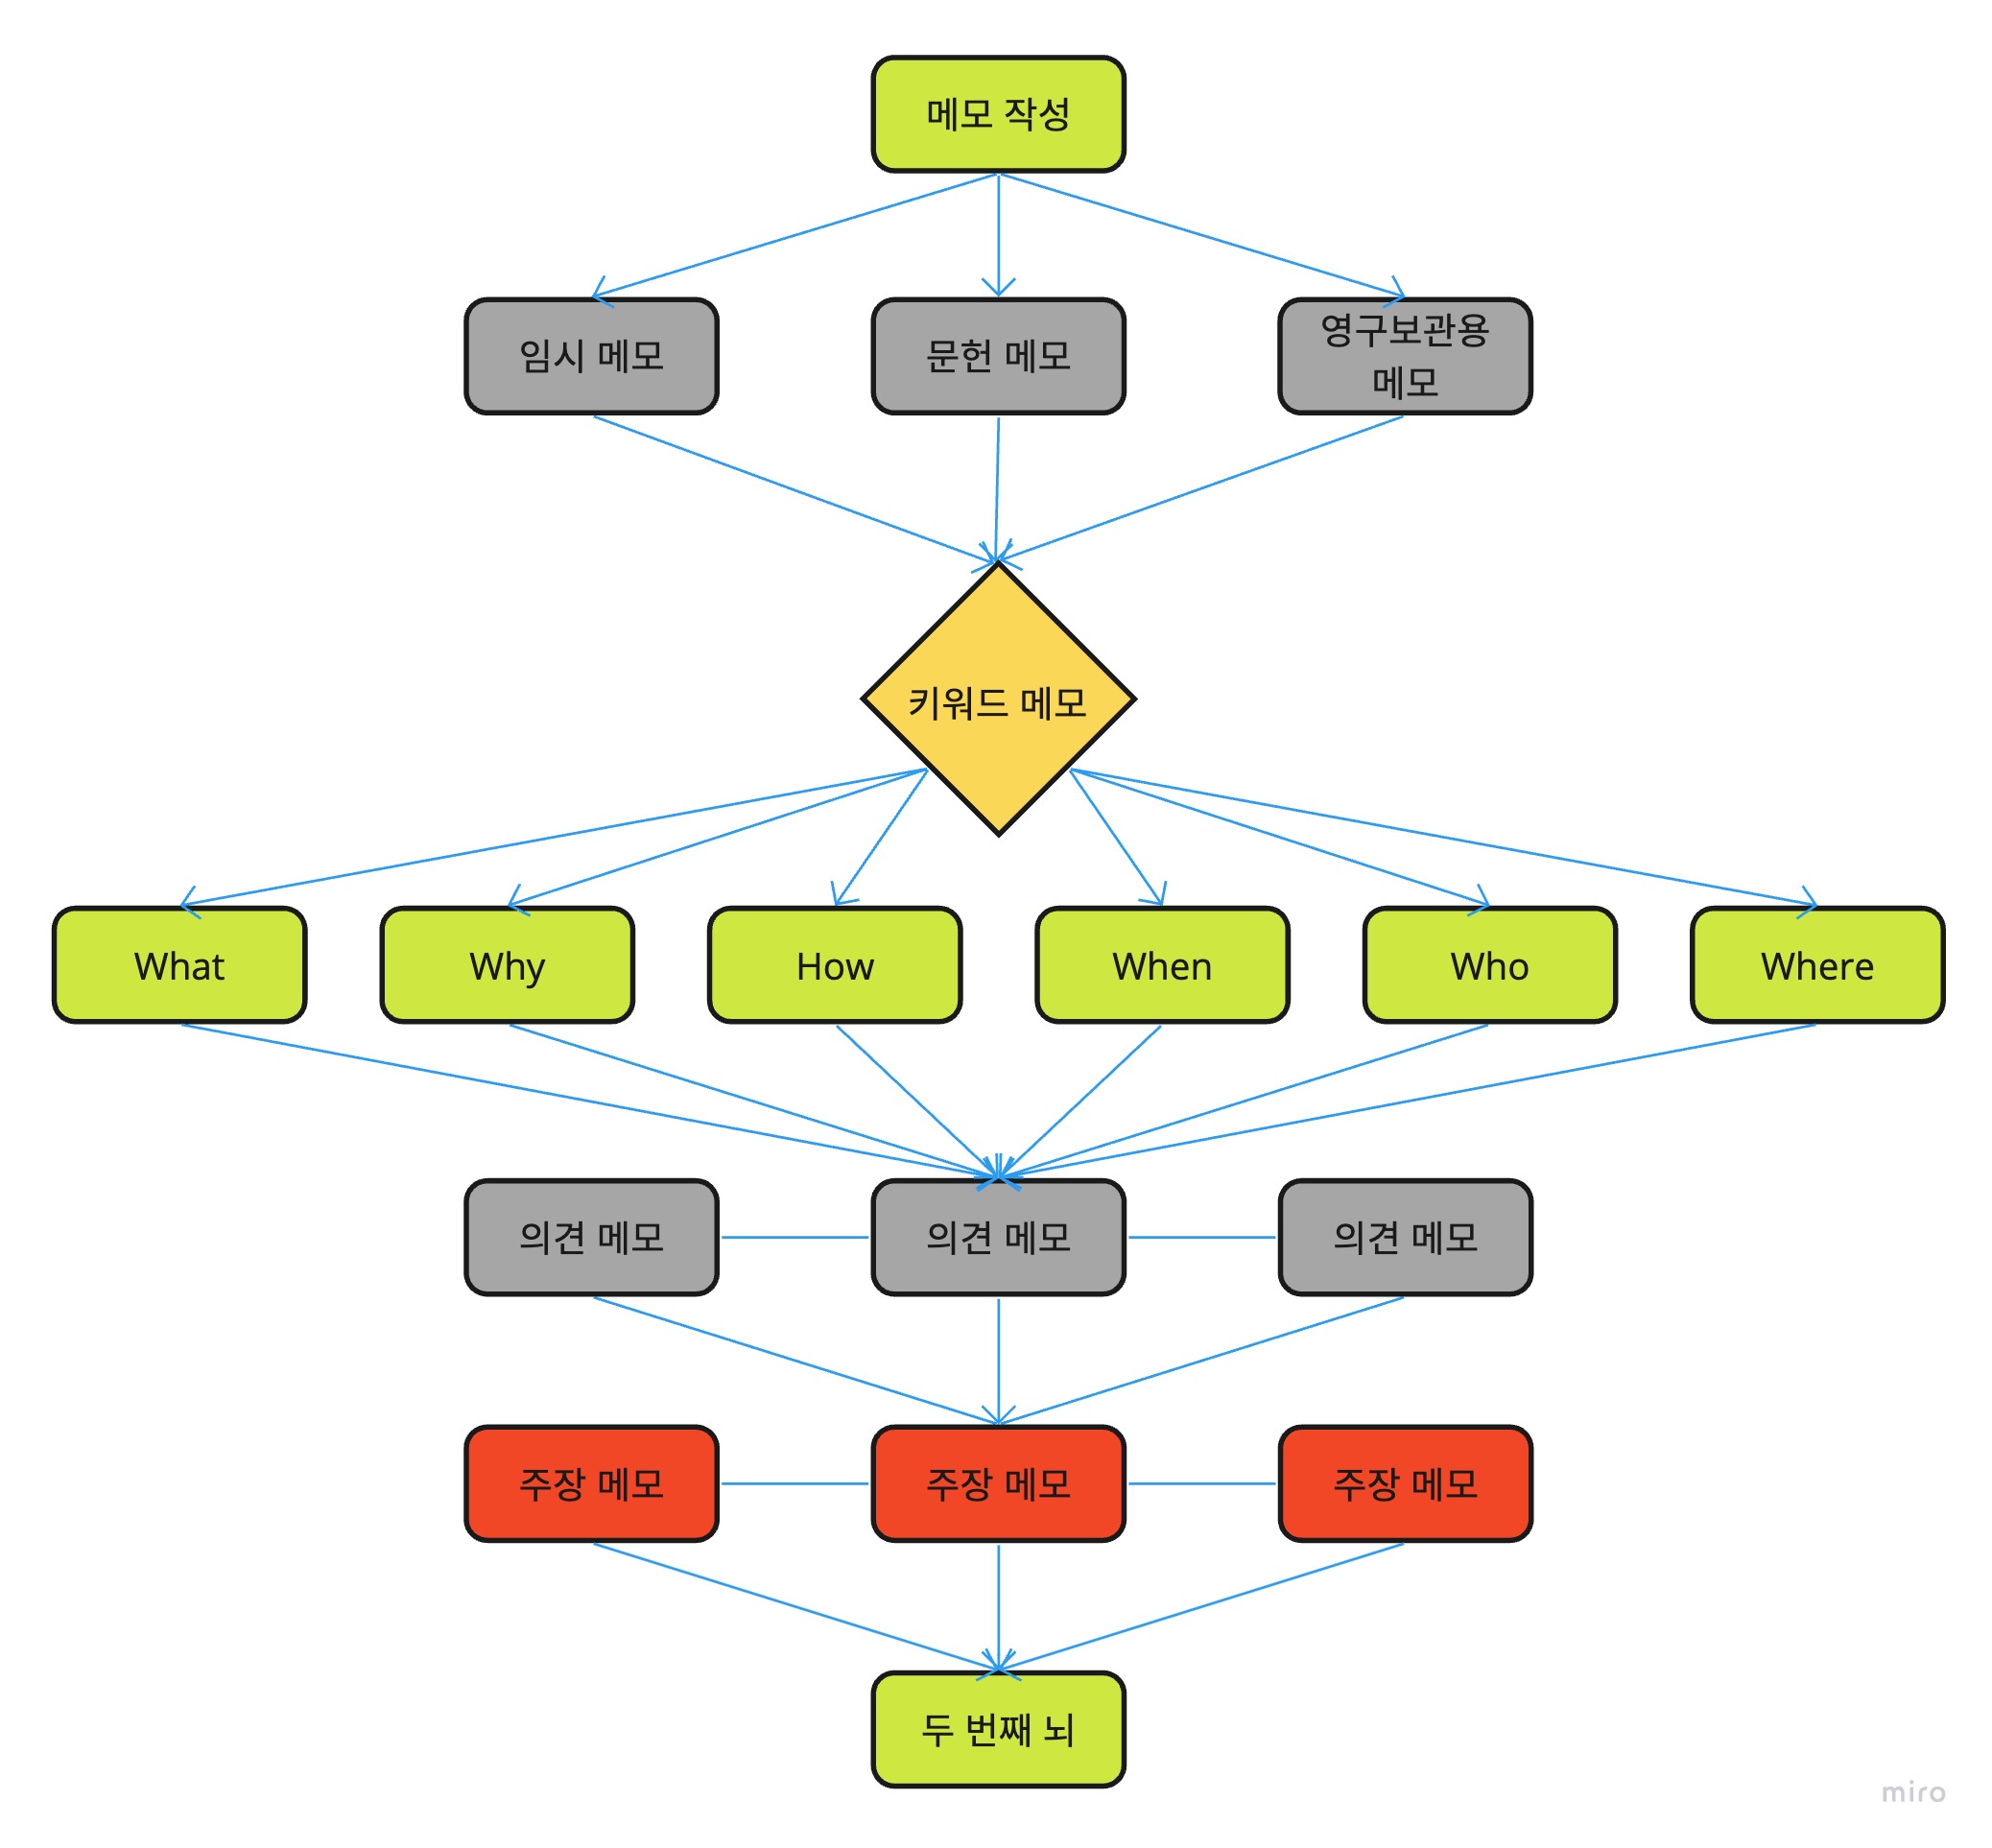 메모 작성
임시 메모
문헌 메모
영구보관용
메모
키워드 메모
What
Why
How
When
Who
Where
의견 메모
의견 메모
의견 메모
주장 메모
주장 메모
주장 메모
두 번째 뇌
miro